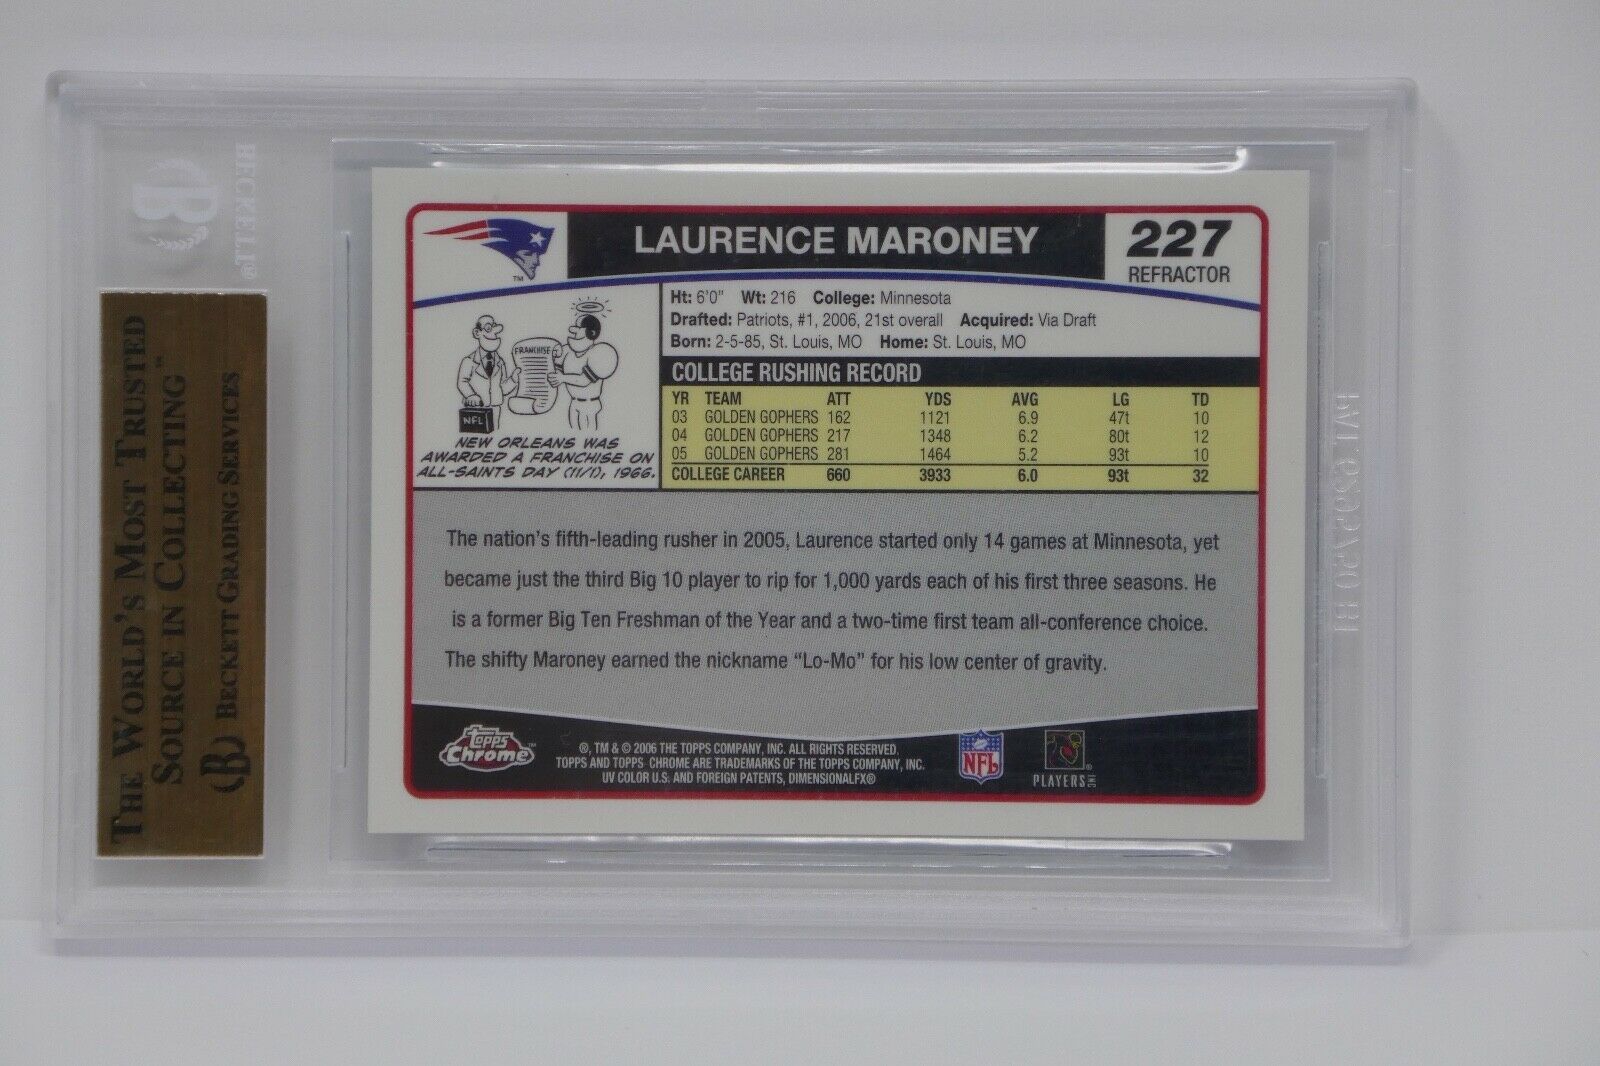 BECKETT®
THE WORLD'S MOST TRUSTED
SOURCE IN COLLECTING™
BECKETT GRADING SERVICES
B
LAURENCE MARONEY
227
REFRACTOR
TM
Ht: 6'0" Wt: 216 College: Minnesota
Drafted: Patriots, #1, 2006, 21st overall Acquired: Via Draft
Born: 2-5-85, St. Louis, MO Home: St. Louis, MO
FRANCHISE
NFL
NEW ORLEANS WAS
AWARDED A FRANCHISE ON
ALL-SAINTS DAY (11/1), 1966.
COLLEGE RUSHING RECORD
YR TEAM ATT YDS AVG LG TD
03 GOLDEN GOPHERS 162 1121 6.9 47t 10
04 GOLDEN GOPHERS 217 1348 6.2 80t 12
05 GOLDEN GOPHERS 281 1464 5.2 93t 10
COLLEGE CAREER 660 3933 6.0 93t 32
The nation's fifth-leading rusher in 2005, Laurence started only 14 games at Minnesota, yet
became just the third Big 10 player to rip for 1,000 yards each of his first three seasons. He
is a former Big Ten Freshman of the Year and a two-time first team all-conference choice.
The shifty Maroney earned the nickname “Lo-Mo” for his low center of gravity.
Topps
Chrome™
®, TM & © 2006 THE TOPPS COMPANY, INC. ALL RIGHTS RESERVED.
TOPPS AND TOPPS CHROME ARE TRADEMARKS OF THE TOPPS COMPANY, INC.
UV COLOR U.S. AND FOREIGN PATENTS, DIMENSIONALFX®
NFL
PLAYERS INC